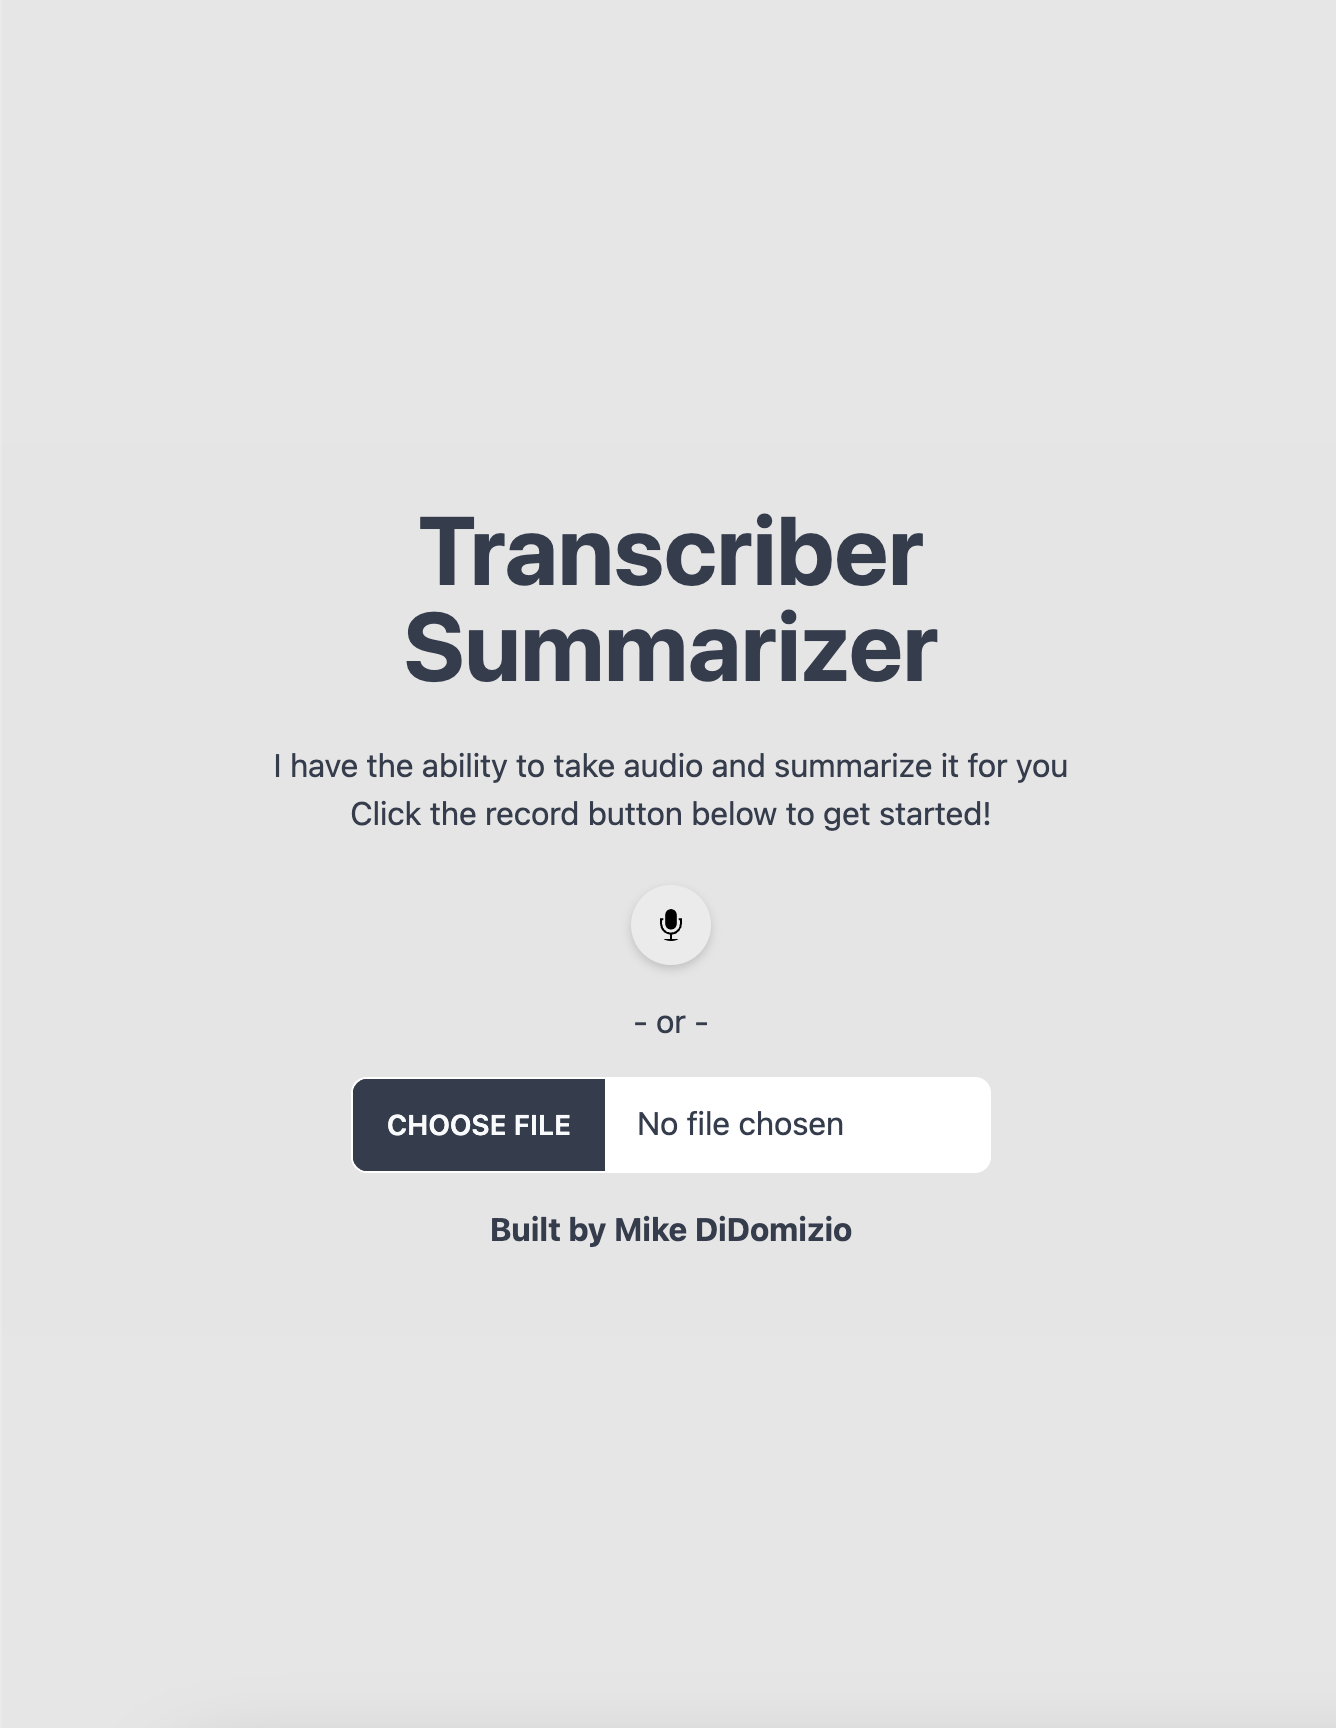 Transcriber
Summarizer
I have the ability to take audio and summarize it for you
Click the record button below to get started!
- or -
CHOOSE FILE No file chosen
Built by Mike DiDomizio